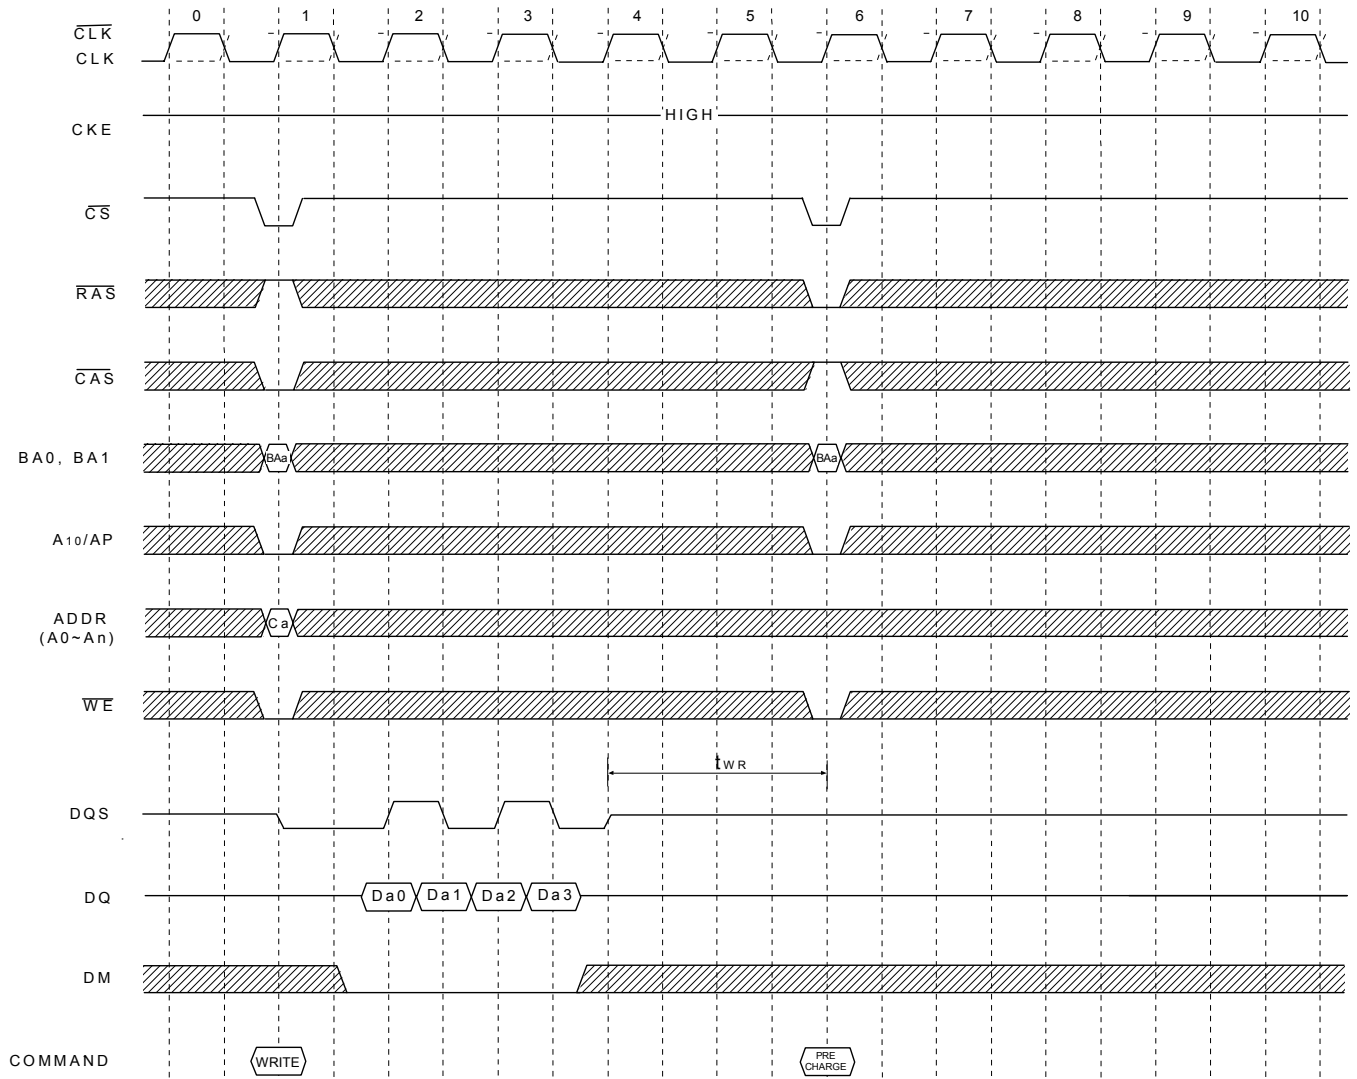 0 1 2 3 4 5 6 7 8 9 10
CLK
CLK
HIGH
CKE
CS
RAS
CAS
BA0, BA1 BAa BAa
A10/AP
ADDR Ca
(A0~An)
WE
tWR
DQS
DQ Da0 Da1 Da2 Da3
DM
COMMAND WRITE PRE
CHARGE